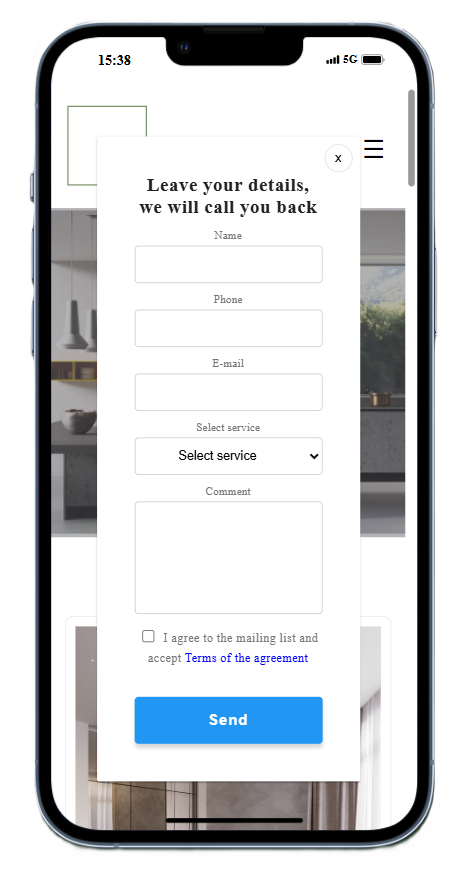 15:38
5G
x
Leave your details,
we will call you back
Name
Phone
E-mail
Select service
Select service
Comment
I agree to the mailing list and
accept Terms of the agreement
Send